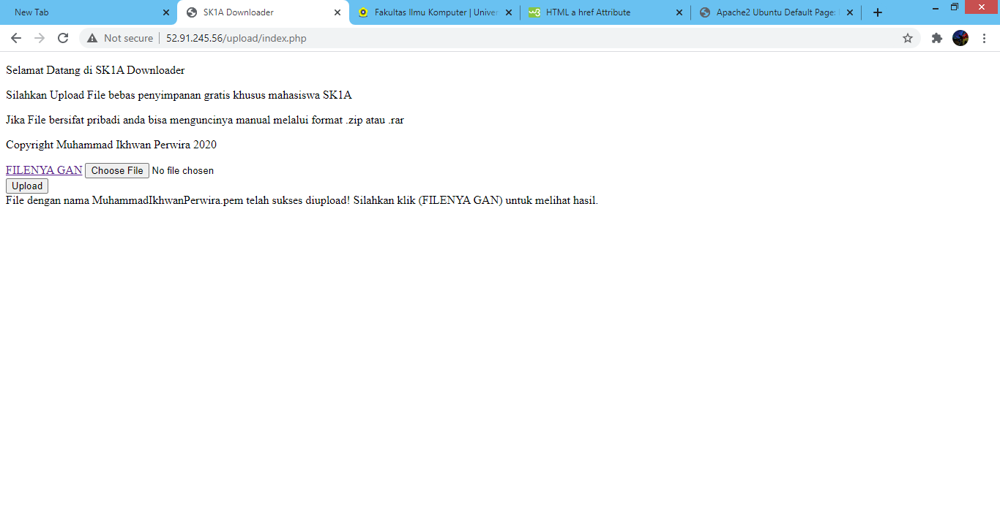 New Tab
SK1A Downloader
Fakultas Ilmu Komputer | Univer
HTML a href Attribute
Apache2 Ubuntu Default Page:
Not secure
52.91.245.56/upload/index.php
Selamat Datang di SK1A Downloader
Silahkan Upload File bebas penyimpanan gratis khusus mahasiswa SK1A
Jika File bersifat pribadi anda bisa menguncinya manual melalui format .zip atau .rar
Copyright Muhammad Ikhwan Perwira 2020
FILENYA GAN Choose File No file chosen
Upload
File dengan nama MuhammadIkhwanPerwira.pem telah sukses diupload! Silahkan klik (FILENYA GAN) untuk melihat hasil.